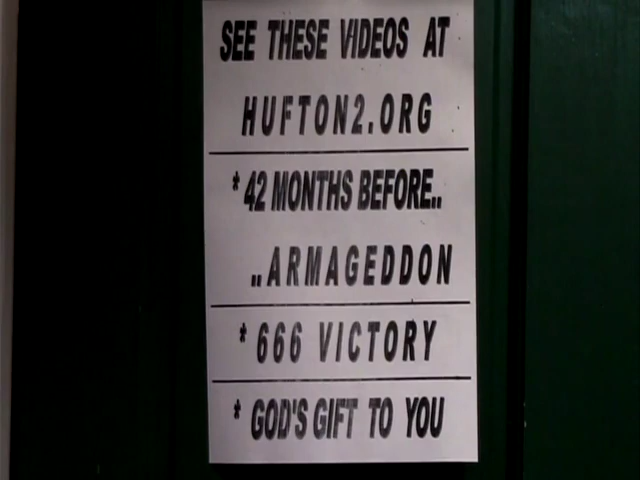 SEE THESE VIDEOS AT
HUFTON2.ORG
* 42 MONTHS BEFORE..
..ARMAGEDDON
* 666 VICTORY
* GOD'S GIFT TO YOU